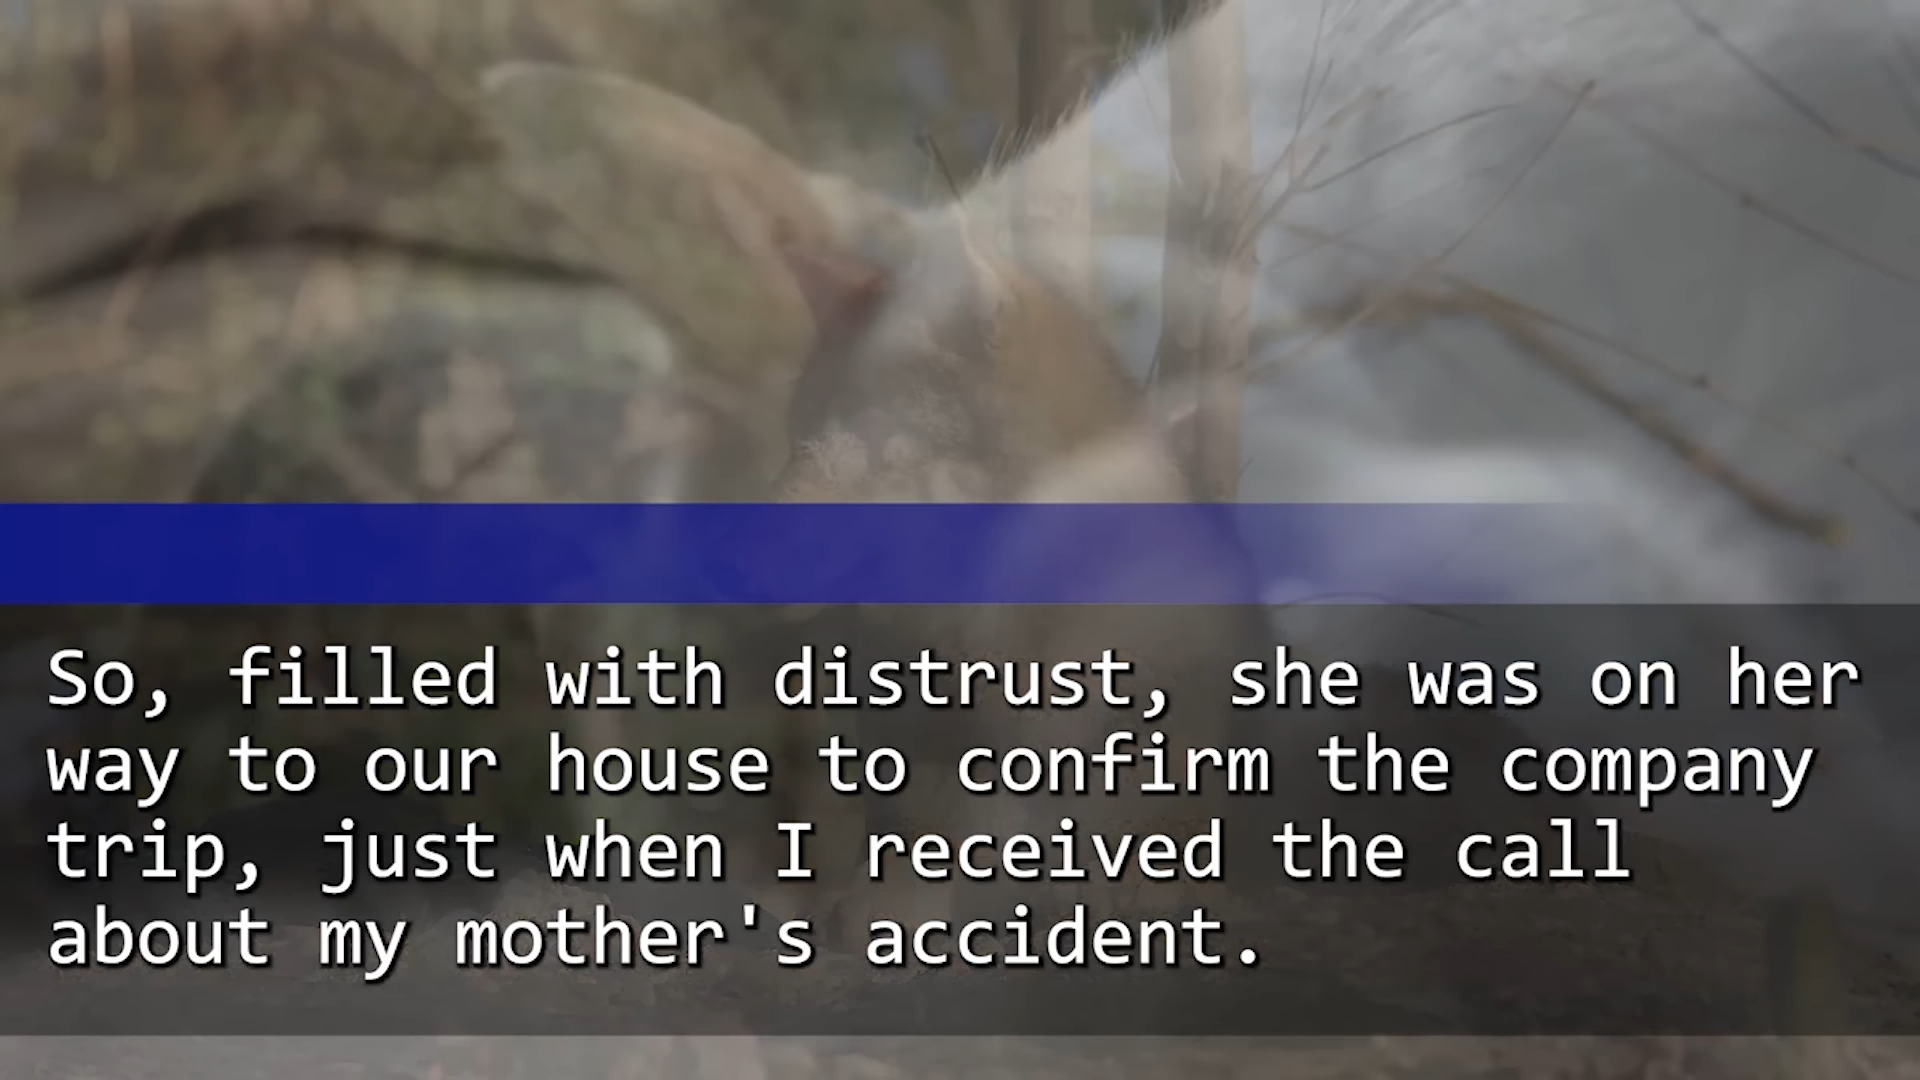 So, filled with distrust, she was on her
way to our house to confirm the company
trip, just when I received the call
about my mother's accident.